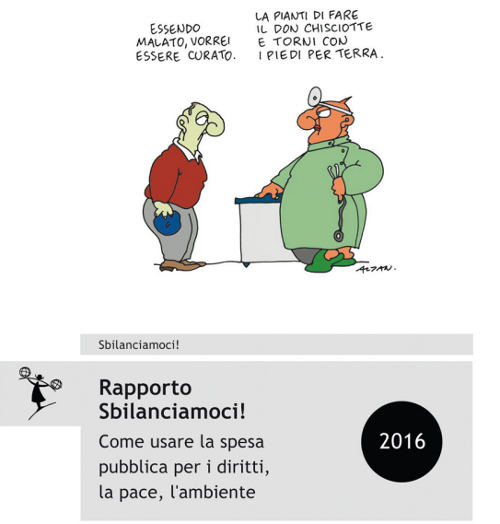 ESSENDO
MALATO, VORREI
ESSERE CURATO.
LA PIANTI DI FARE
IL DON CHISCIOTTE
E TORNI CON
I PIEDI PER TERRA.
ALTAN.
Sbilanciamoci!
Rapporto
Sbilanciamoci!
Come usare la spesa
pubblica per i diritti,
la pace, l'ambiente
2016